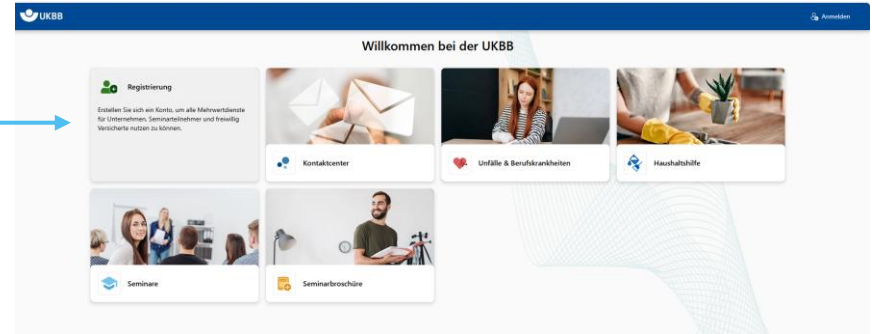 UKBB
Anmelden
Willkommen bei der UKBB
Registrierung
Erstellen Sie sich ein Konto, um alle Mehrwertdienste
für Unternehmen, Seminarteilnehmer und freiwillig
Versicherte nutzen zu können.
Kontaktcenter
Unfälle & Berufskrankheiten
Haushaltshilfe
Seminare
Seminarbroschüre